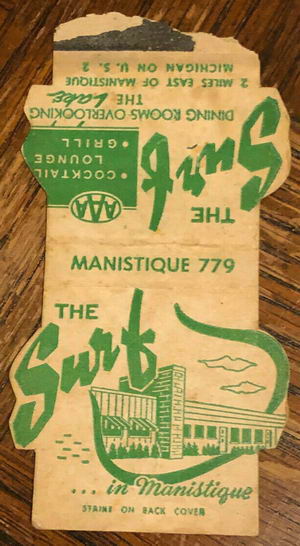 2 MILES EAST OF MANISTIQUE
MICHIGAN ON U. S. 2
DINING ROOMS OVERLOOKING
THE Lake
• COCKTAIL
LOUNGE
• GRILL
AAA
THE
Surf
MANISTIQUE 779
THE
Surf
... in Manistique
STRIKE ON BACK COVER